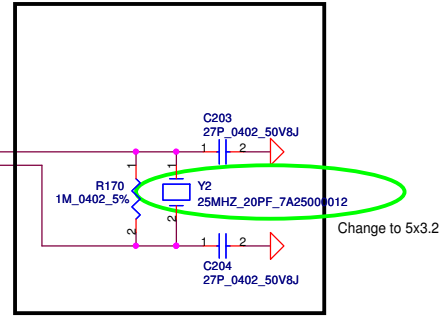 C203
27P_0402_50V8J
1 2
1 1
R170
1M_0402_5%
Y2
25MHZ_20PF_7A25000012
2 2
Change to 5x3.2
1 2
C204
27P_0402_50V8J